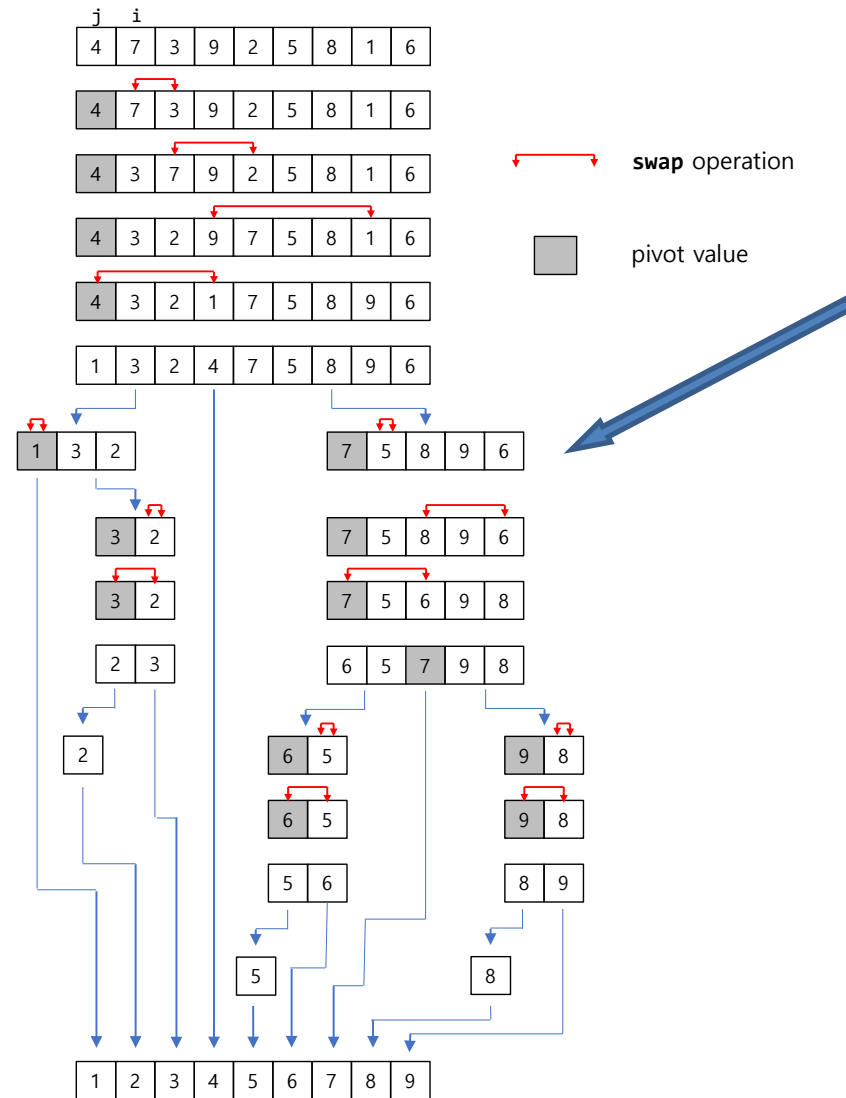 j i
4 7 3 9 2 5 8 1 6
4 7 3 9 2 5 8 1 6
4 3 7 9 2 5 8 1 6
swap operation
4 3 2 9 7 5 8 1 6
pivot value
4 3 2 1 7 5 8 9 6
1 3 2 4 7 5 8 9 6
1 3 2
7 5 8 9 6
3 2
7 5 8 9 6
3 2
7 5 6 9 8
2 3
6 5 7 9 8
2
6 5
9 8
6 5
9 8
5 6
8 9
5
8
1 2 3 4 5 6 7 8 9